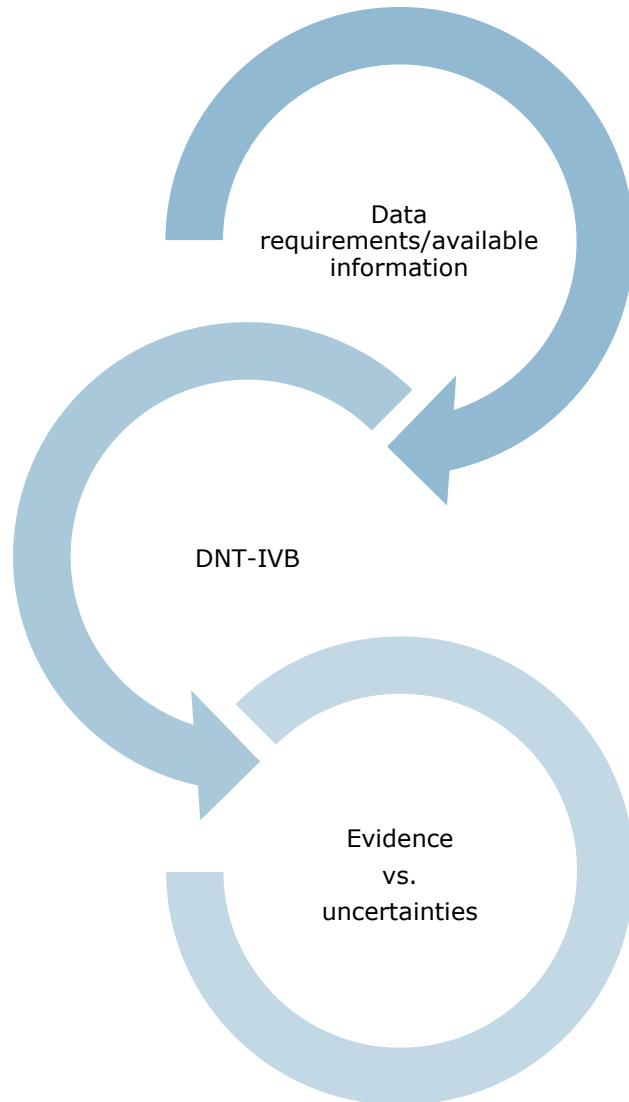 Data
requirements/available
information
DNT-IVB
Evidence
vs.
uncertainties